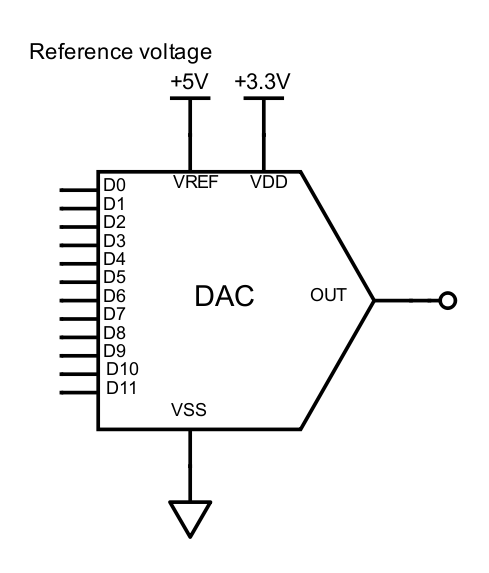 Reference voltage
+5V
+3.3V
VREF
VDD
D0
D1
D2
D3
D4
D5
D6
D7
D8
D9
D10
D11
DAC
OUT
VSS